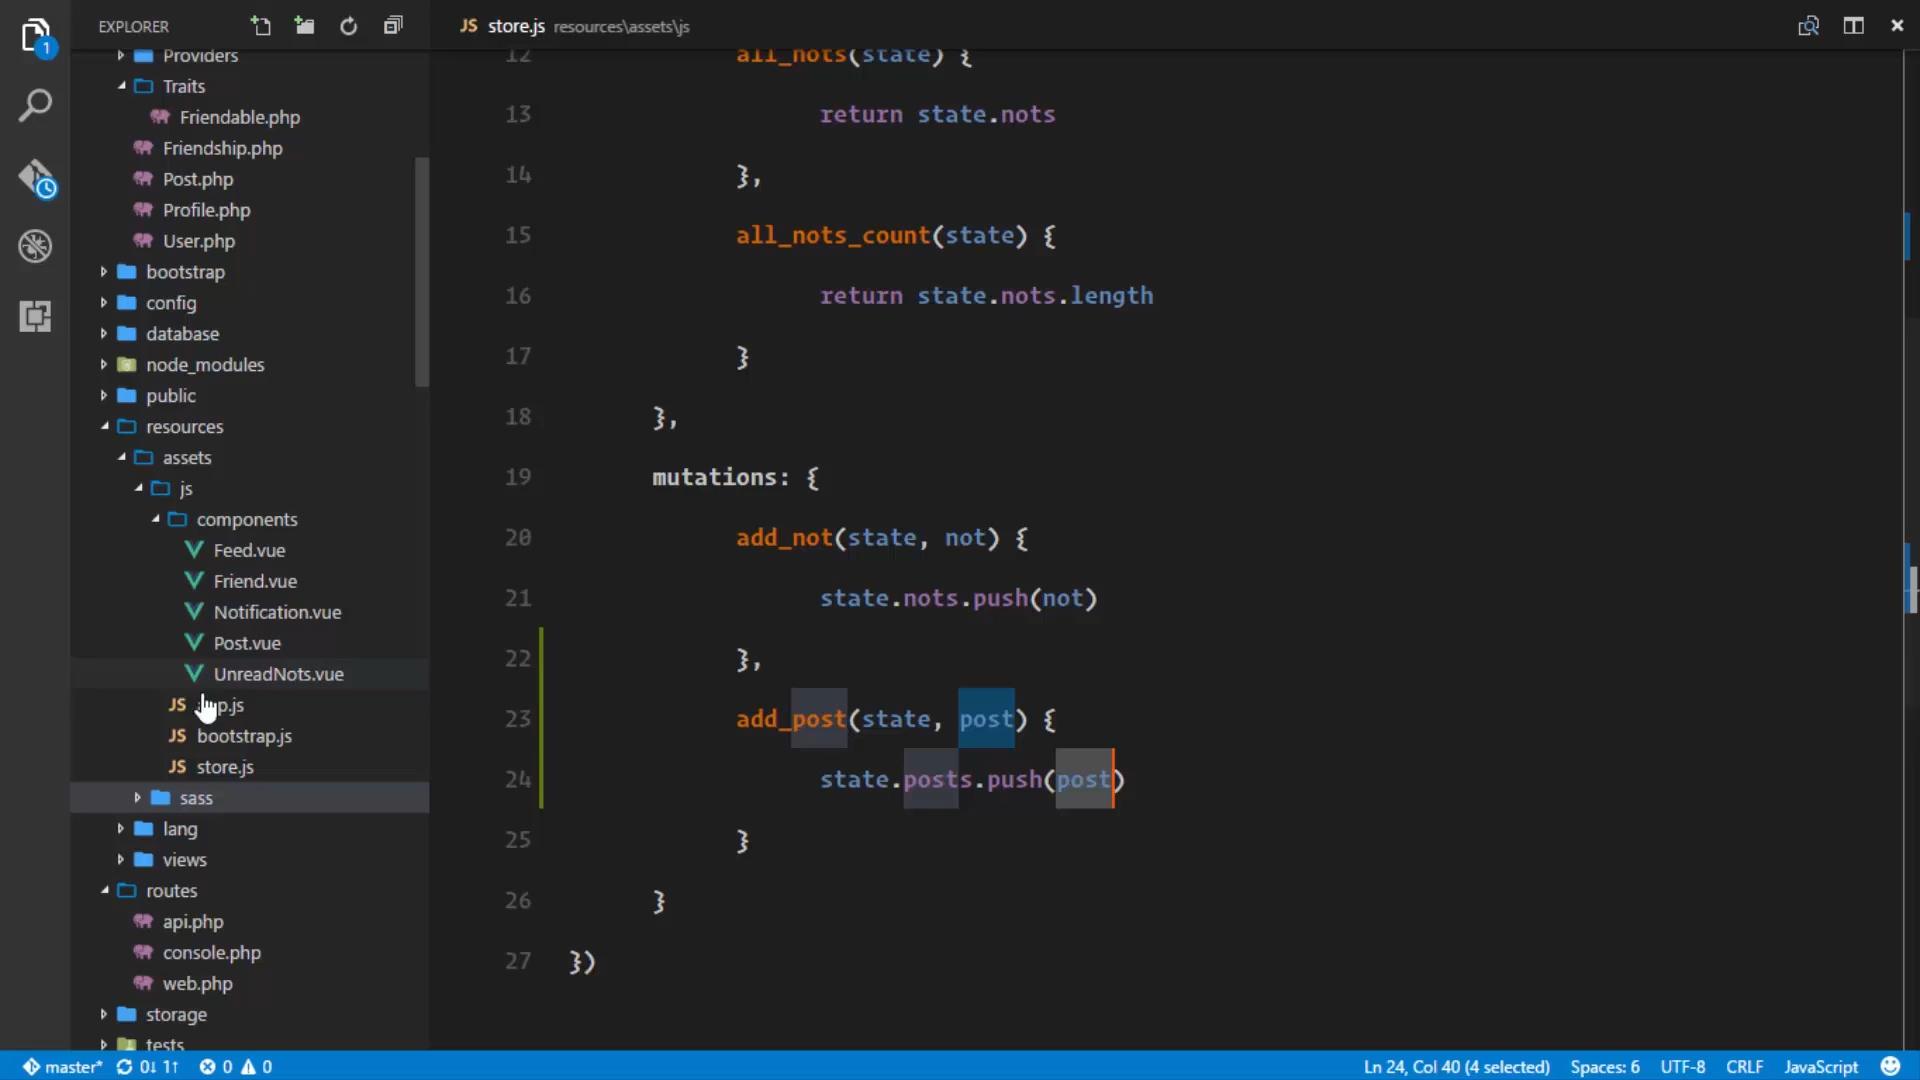 EXPLORER
Providers
Traits
Friendable.php
Friendship.php
Post.php
Profile.php
User.php
bootstrap
config
database
node_modules
public
resources
assets
js
components
Feed.vue
Friend.vue
Notification.vue
Post.vue
UnreadNots.vue
JS
JS bootstrap.js
JS store.js
sass
lang
views
routes
api.php
console.php
web.php
storage
tests
1
JS store.js resources\assets\js
12 all_nots(state) {
13 return state.nots
14 },
15 all_nots_count(state) {
16 return state.nots.length
17 }
18 },
19 mutations: {
20 add_not(state, not) {
21 state.nots.push(not)
22 },
23 add_post(state, post) {
24 state.posts.push(post)
25 }
26 }
27 })
master* 0↓ 1↑ 0 0 Ln 24, Col 40 (4 selected) Spaces: 6 UTF-8 CRLF JavaScript